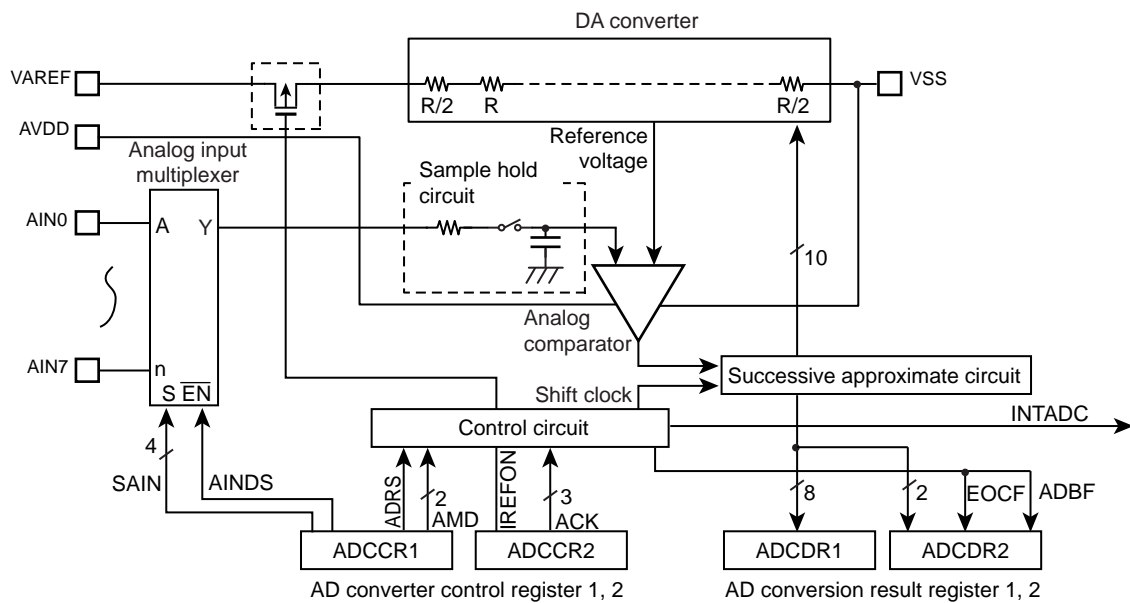 DA converter
VAREF
R/2
R
R/2
VSS
AVDD
Analog input
multiplexer
Reference
voltage
Sample hold
circuit
AIN0
A
Y
10
Analog
comparator
AIN7
n
S EN
Successive approximate circuit
Shift clock
INTADC
Control circuit
4
SAIN
AINDS
ADRS
2
AMD
IREFON
3
ACK
8
2
EOCF
ADBF
ADCCR1
ADCCR2
ADCDR1
ADCDR2
AD converter control register 1, 2
AD conversion result register 1, 2